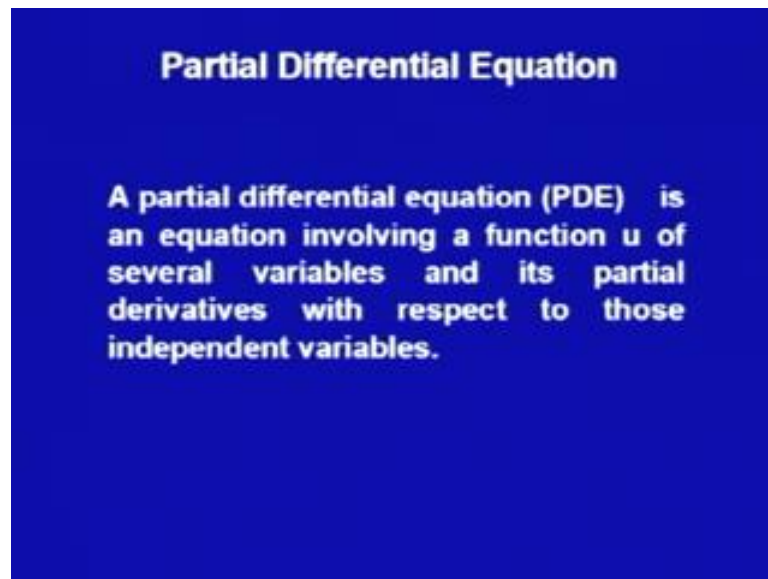 Partial Differential Equation
A partial differential equation (PDE) is
an equation involving a function u of
several variables and its partial
derivatives with respect to those
independent variables.